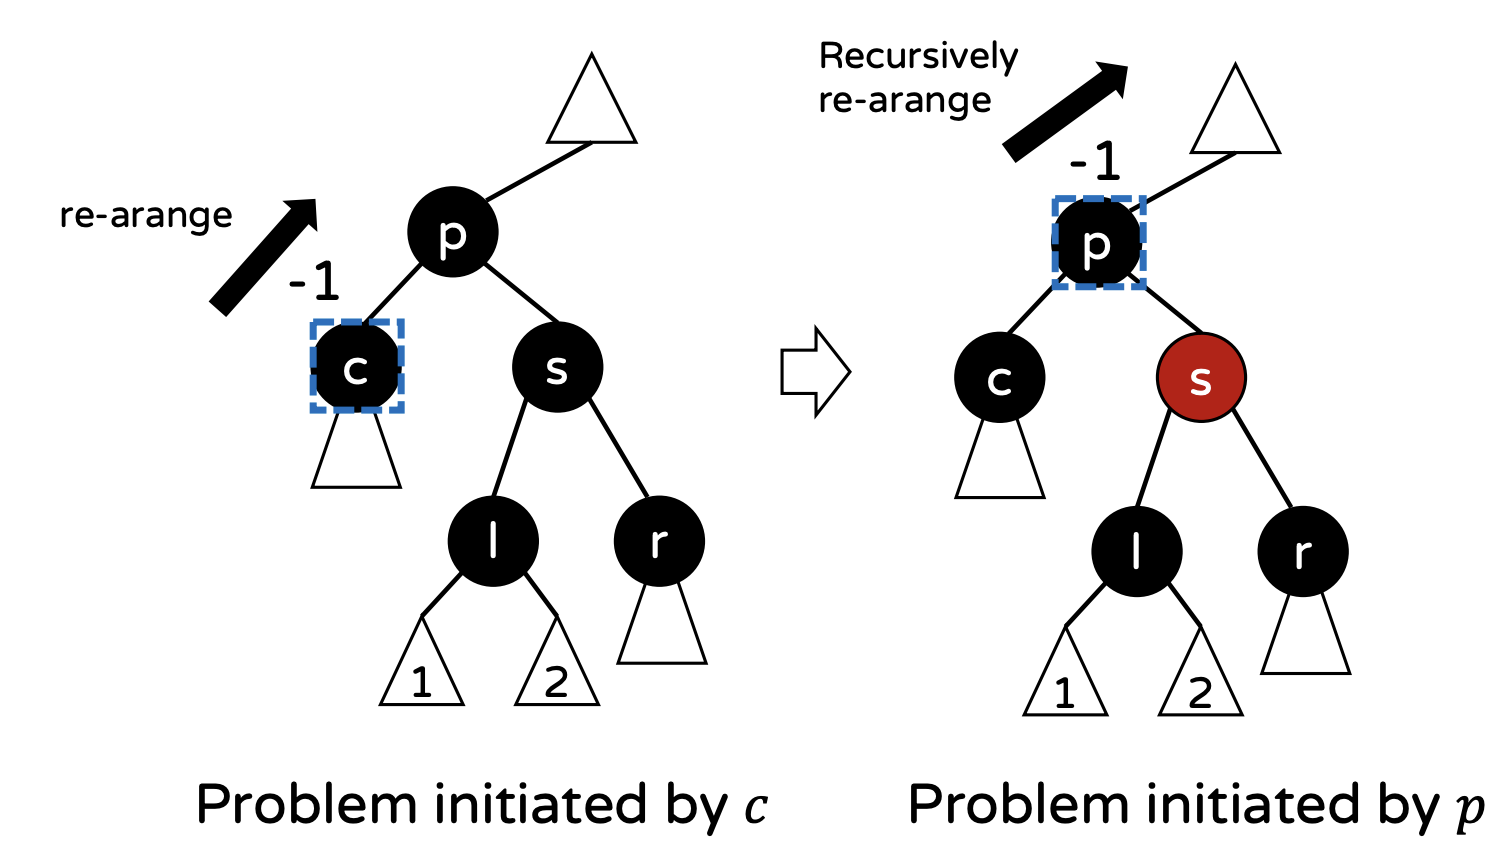 re-arange
-1
p
c
s
l
r
1
2
Problem initiated by c
Recursively
re-arange
-1
p
c
s
l
r
1
2
Problem initiated by p